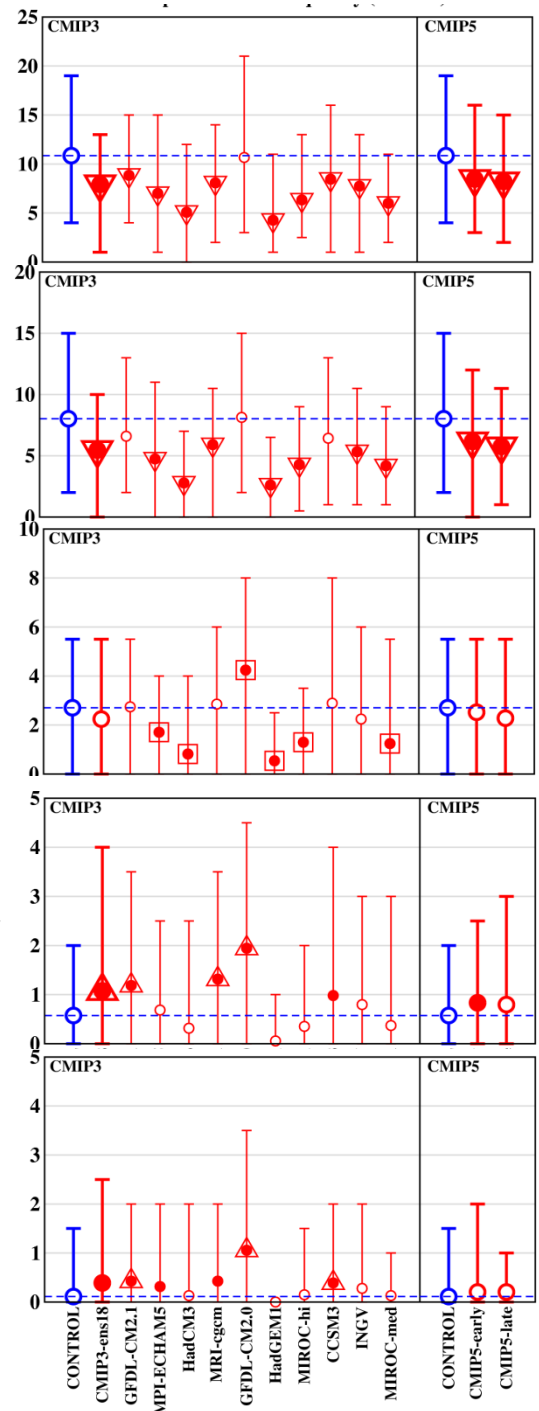 CMIP3 CMIP5
25
20
15
10
5
0
CMIP3 CMIP5
20
15
10
5
0
CMIP3 CMIP5
10
8
6
4
2
0
CMIP3 CMIP5
5
4
3
2
1
0
CMIP3 CMIP5
5
4
3
2
1
0
CONTROL
CMIP3-ens18
GFDL-CM2.1
MPI-ECHAM5
HadCM3
MRI-cgcm
GFDL-CM2.0
HadGEM1
MIROC-hi
CCSM3
INGV
MIROC-med
CONTROL
CMIP5-early
CMIP5-late